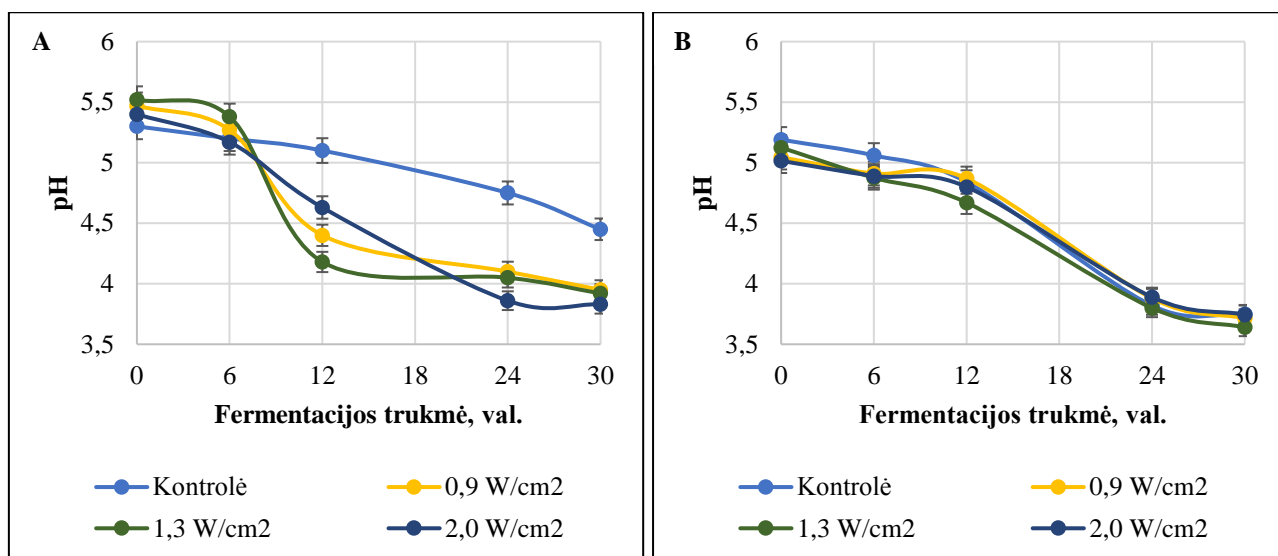 A
6
5,5
5
4,5
4
3,5
pH
0 6 12 18 24 30
Fermentacijos trukmė, val.
Kontrolė 0,9 W/cm2
1,3 W/cm2 2,0 W/cm2
B
6
5,5
5
4,5
4
3,5
pH
0 6 12 18 24 30
Fermentacijos trukmė, val.
Kontrolė 0,9 W/cm2
1,3 W/cm2 2,0 W/cm2